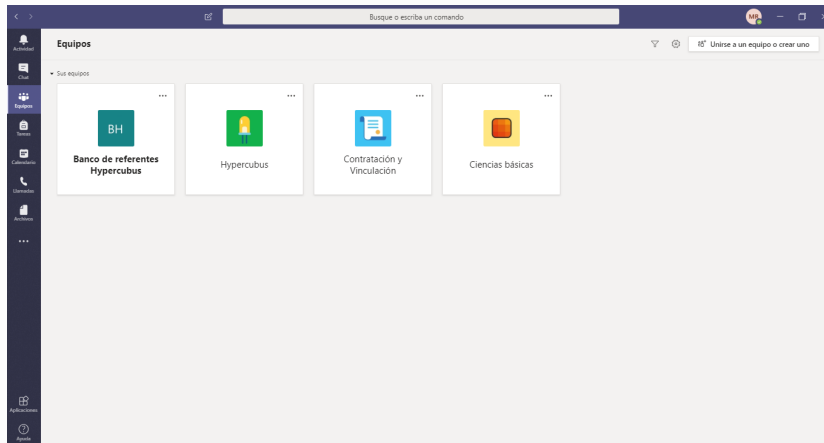 Busque o escriba un comando
MR
Actividad
Chat
Equipos
Tareas
Calendario
Llamadas
Archivos
Aplicaciones
Ayuda
Equipos
Unirse a un equipo o crear uno
Sus equipos
BH
Banco de referentes
Hypercubus
Hypercubus
Contratación y
Vinculación
Ciencias básicas